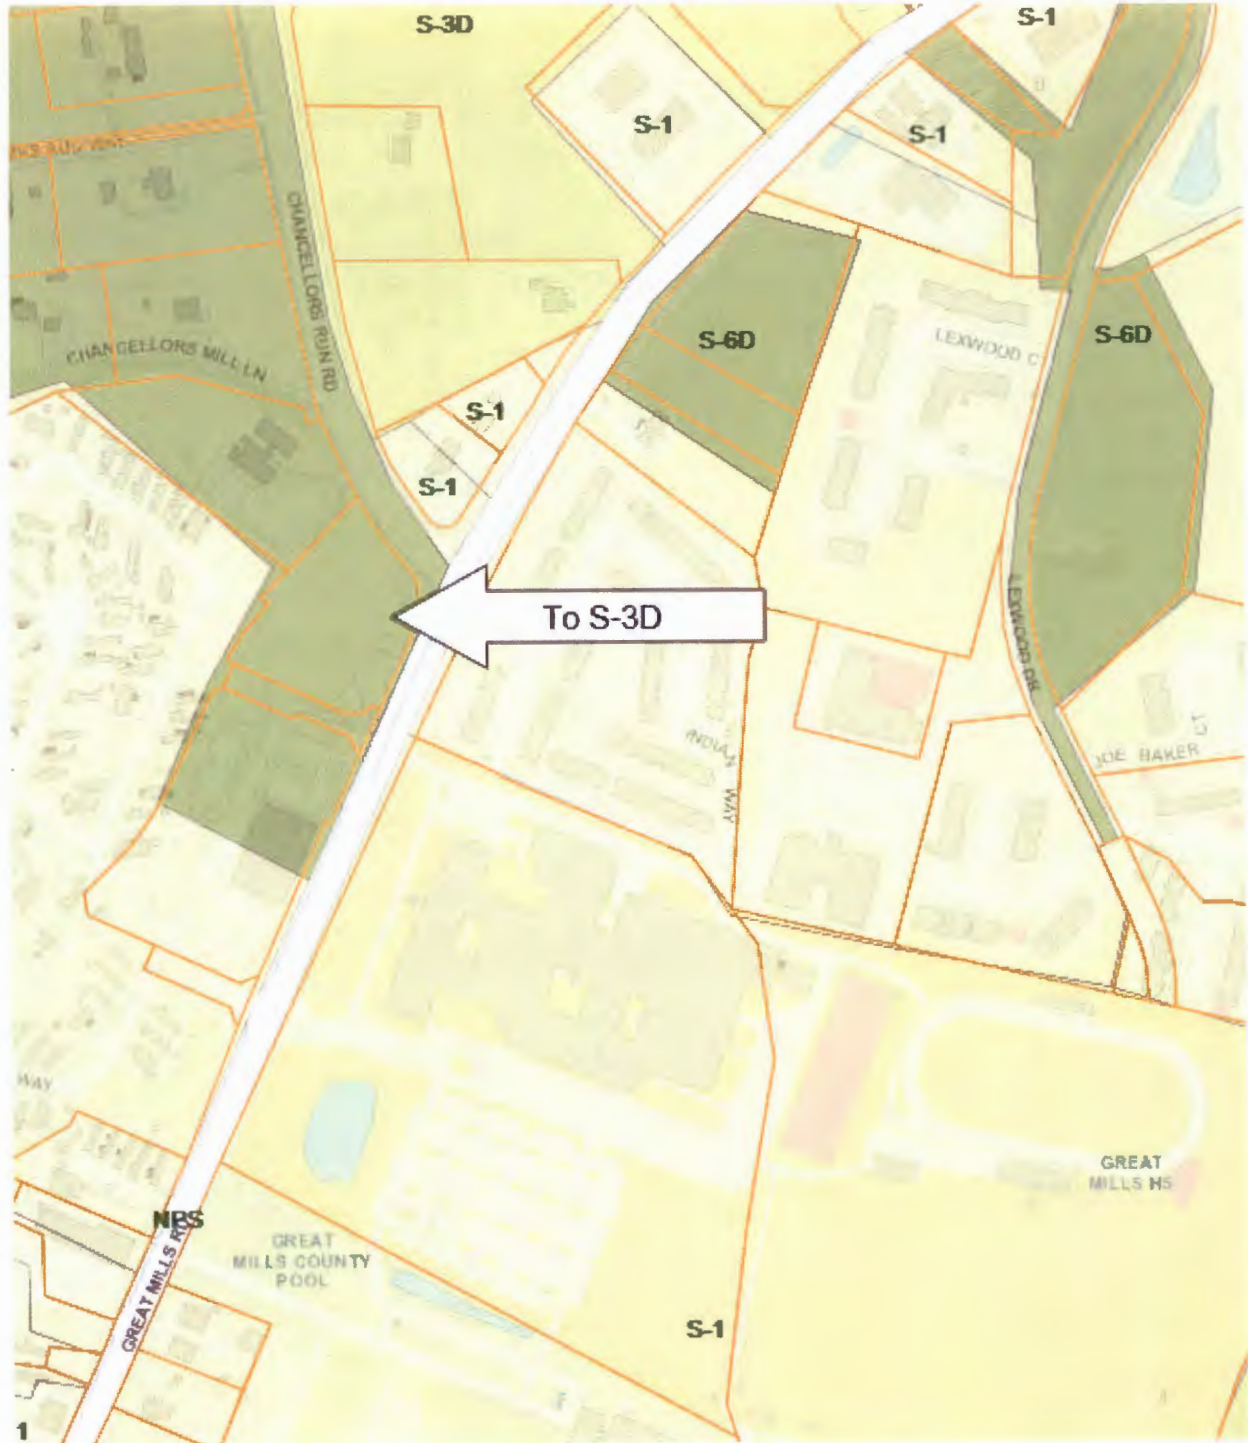 S-3D
S-1
S-1
S-1
CHANCELLORS RUN RD
S-6D
LEXWOOD C
S-6D
CHANCELLORS MILL LN
S-1
S-1
To S-3D
LEXWOOD DR
INDIAN WAY
JOE BAKER CT
WAY
GREAT
MILLS HS
NPS
GREAT MILLS RD
GREAT
MILLS COUNTY
POOL
S-1
1